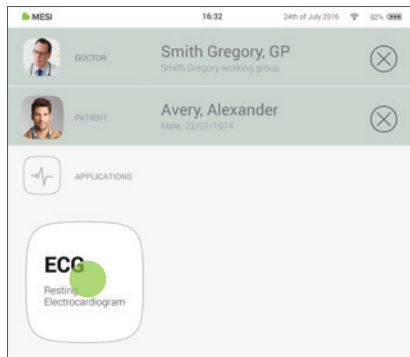 MESI 16:32 24th of July 2016 92%
DOCTOR
Smith Gregory, GP
Smith Gregory working group
PATIENT
Avery, Alexander
Male, 22/01/1974
APPLICATIONS
ECG
Resting
Electrocardiogram